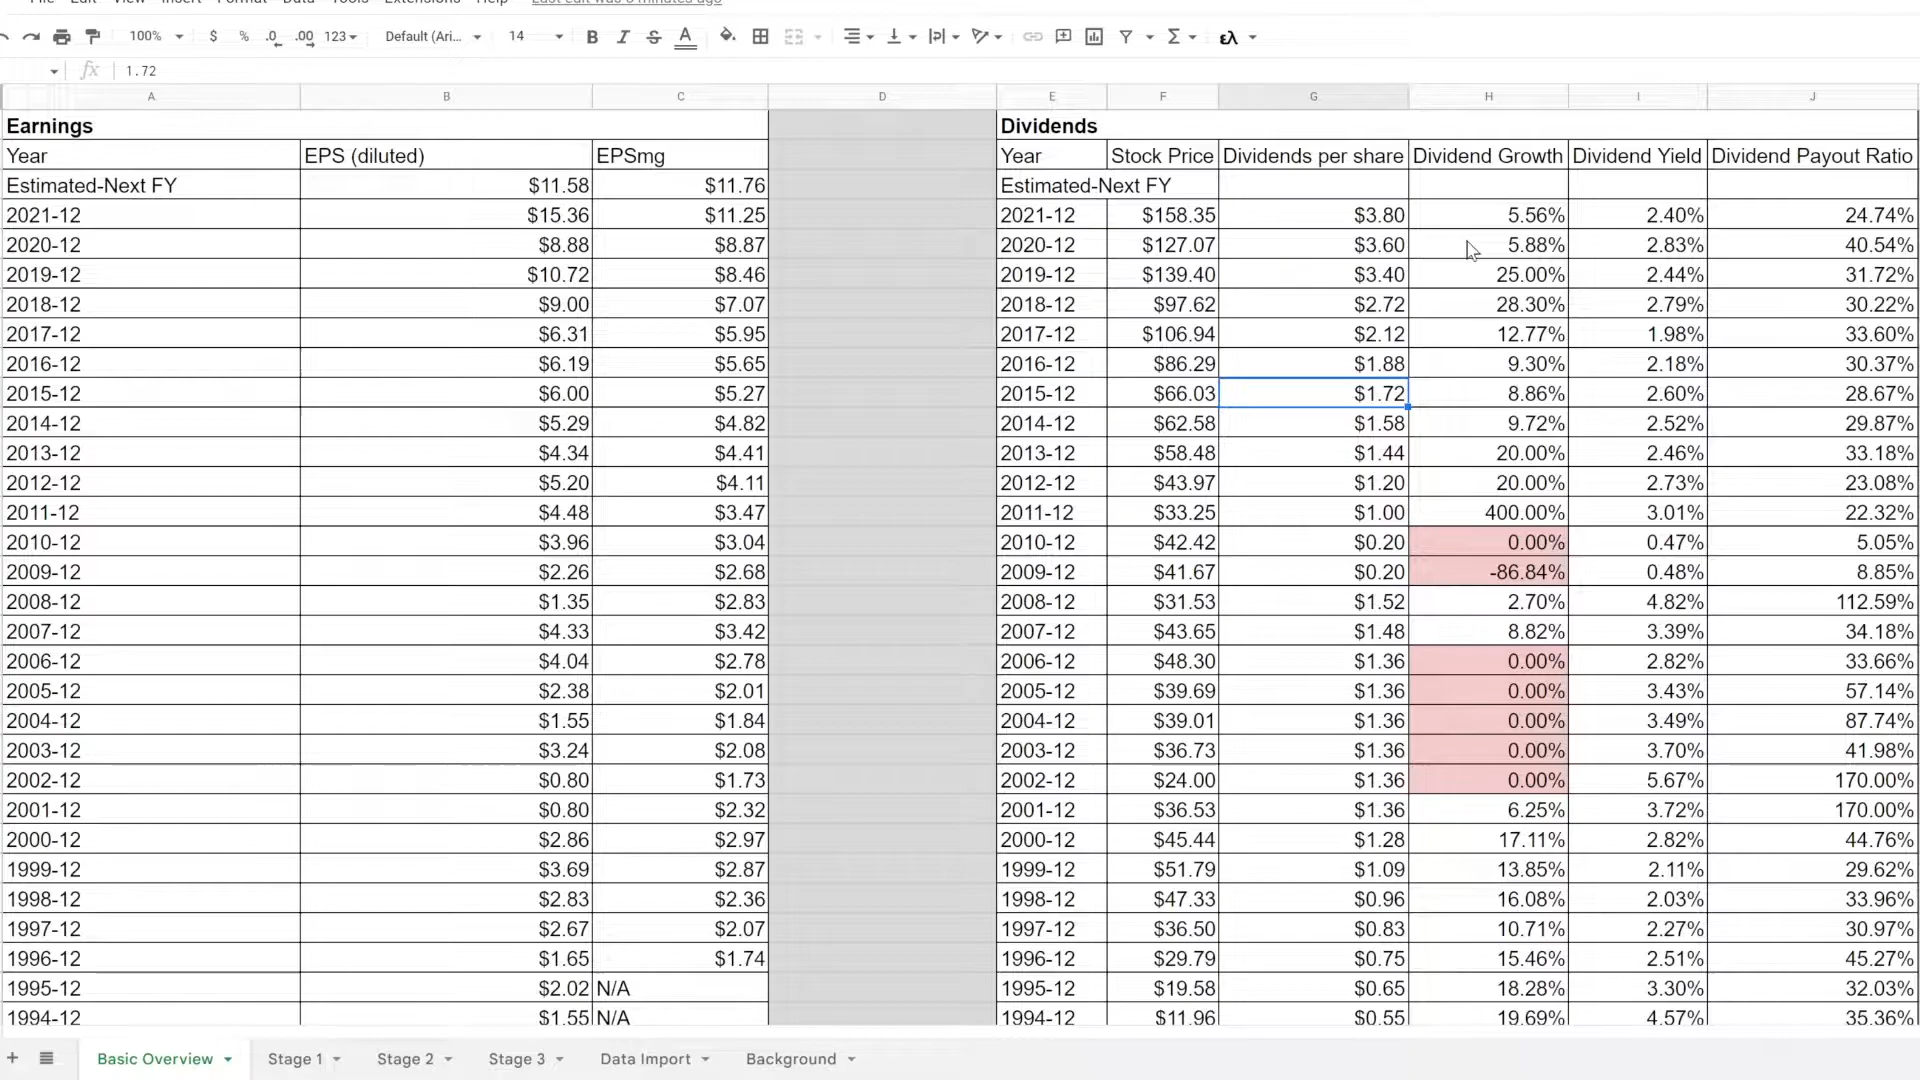 File Edit View Insert Format Data Tools Extensions Help Last edit was 8 minutes ago
100% $ % .0 .00 123 Default (Ari... 14 B I S A Σ ελ
fx 1.72
A B C D E F G H I J
Earnings Dividends
Year EPS (diluted) EPSmg Year Stock Price Dividends per share Dividend Growth Dividend Yield Dividend Payout Ratio
Estimated-Next FY $11.58 $11.76 Estimated-Next FY
2021-12 $15.36 $11.25 2021-12 $158.35 $3.80 5.56% 2.40% 24.74%
2020-12 $8.88 $8.87 2020-12 $127.07 $3.60 5.88% 2.83% 40.54%
2019-12 $10.72 $8.46 2019-12 $139.40 $3.40 25.00% 2.44% 31.72%
2018-12 $9.00 $7.07 2018-12 $97.62 $2.72 28.30% 2.79% 30.22%
2017-12 $6.31 $5.95 2017-12 $106.94 $2.12 12.77% 1.98% 33.60%
2016-12 $6.19 $5.65 2016-12 $86.29 $1.88 9.30% 2.18% 30.37%
2015-12 $6.00 $5.27 2015-12 $66.03 $1.72 8.86% 2.60% 28.67%
2014-12 $5.29 $4.82 2014-12 $62.58 $1.58 9.72% 2.52% 29.87%
2013-12 $4.34 $4.41 2013-12 $58.48 $1.44 20.00% 2.46% 33.18%
2012-12 $5.20 $4.11 2012-12 $43.97 $1.20 20.00% 2.73% 23.08%
2011-12 $4.48 $3.47 2011-12 $33.25 $1.00 400.00% 3.01% 22.32%
2010-12 $3.96 $3.04 2010-12 $42.42 $0.20 0.00% 0.47% 5.05%
2009-12 $2.26 $2.68 2009-12 $41.67 $0.20 -86.84% 0.48% 8.85%
2008-12 $1.35 $2.83 2008-12 $31.53 $1.52 2.70% 4.82% 112.59%
2007-12 $4.33 $3.42 2007-12 $43.65 $1.48 8.82% 3.39% 34.18%
2006-12 $4.04 $2.78 2006-12 $48.30 $1.36 0.00% 2.82% 33.66%
2005-12 $2.38 $2.01 2005-12 $39.69 $1.36 0.00% 3.43% 57.14%
2004-12 $1.55 $1.84 2004-12 $39.01 $1.36 0.00% 3.49% 87.74%
2003-12 $3.24 $2.08 2003-12 $36.73 $1.36 0.00% 3.70% 41.98%
2002-12 $0.80 $1.73 2002-12 $24.00 $1.36 0.00% 5.67% 170.00%
2001-12 $0.80 $2.32 2001-12 $36.53 $1.36 6.25% 3.72% 170.00%
2000-12 $2.86 $2.97 2000-12 $45.44 $1.28 17.11% 2.82% 44.76%
1999-12 $3.69 $2.87 1999-12 $51.79 $1.09 13.85% 2.11% 29.62%
1998-12 $2.83 $2.36 1998-12 $47.33 $0.96 16.08% 2.03% 33.96%
1997-12 $2.67 $2.07 1997-12 $36.50 $0.83 10.71% 2.27% 30.97%
1996-12 $1.65 $1.74 1996-12 $29.79 $0.75 15.46% 2.51% 45.27%
1995-12 $2.02 N/A 1995-12 $19.58 $0.65 18.28% 3.30% 32.03%
1994-12 $1.55 N/A 1994-12 $11.96 $0.55 19.69% 4.57% 35.36%
Basic Overview Stage 1 Stage 2 Stage 3 Data Import Background